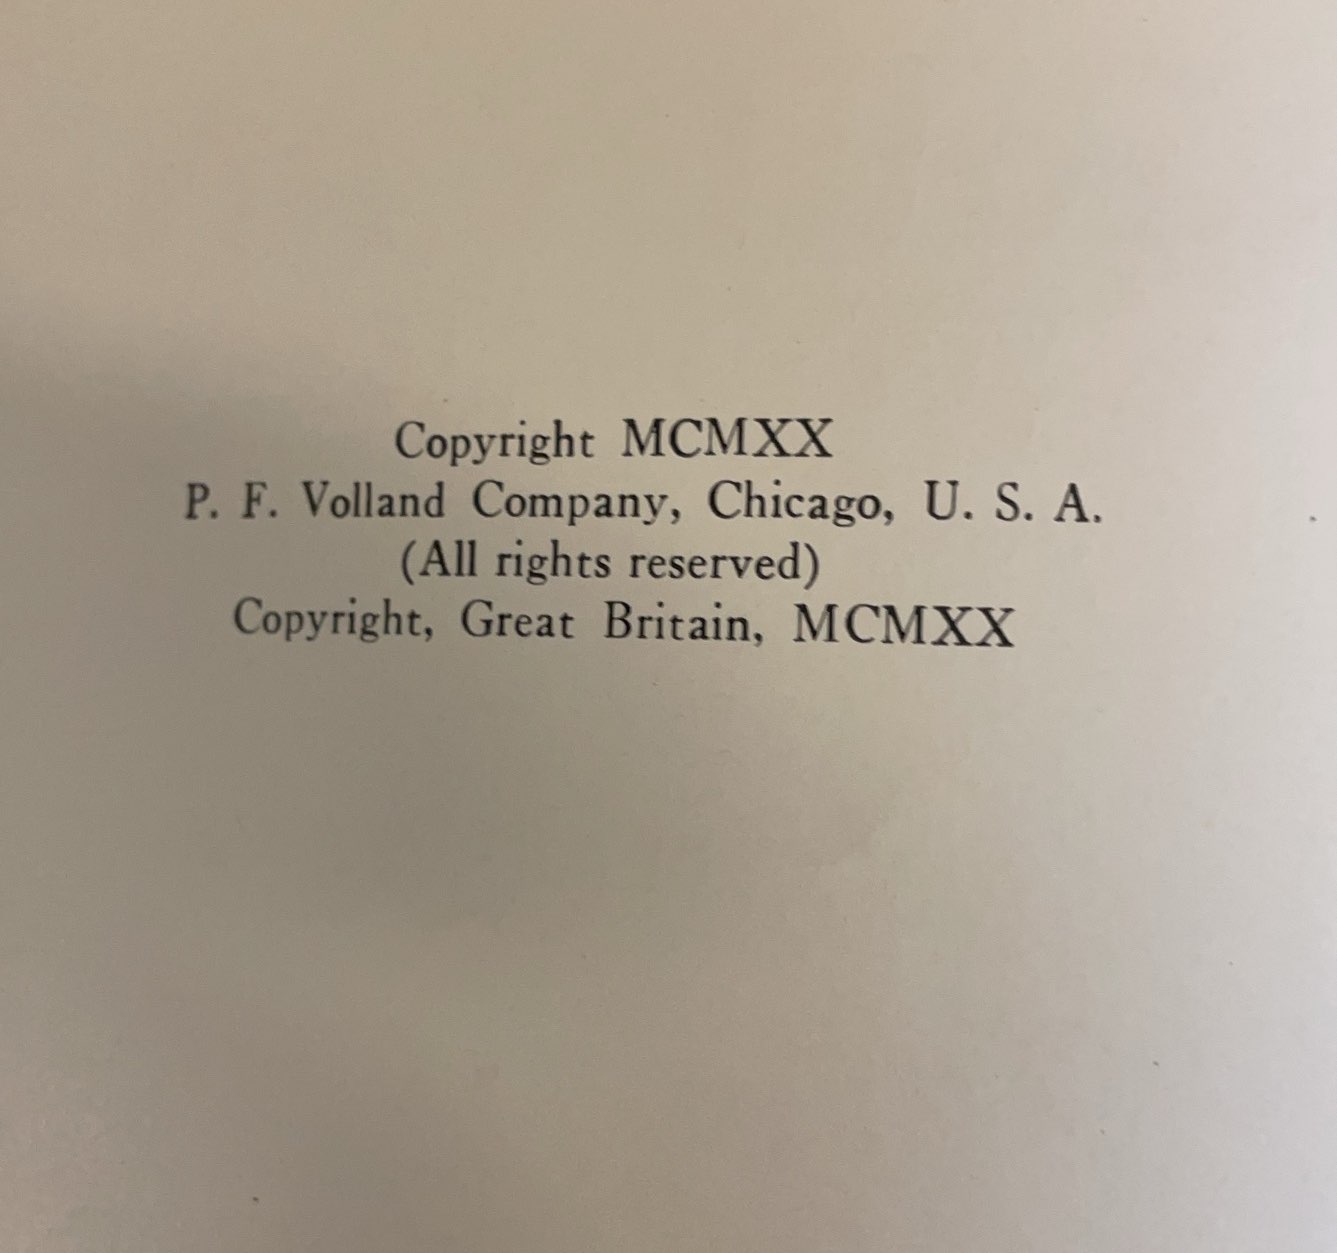 Copyright MCMXX
P. F. Volland Company, Chicago, U. S. A.
(All rights reserved)
Copyright, Great Britain, MCMXX